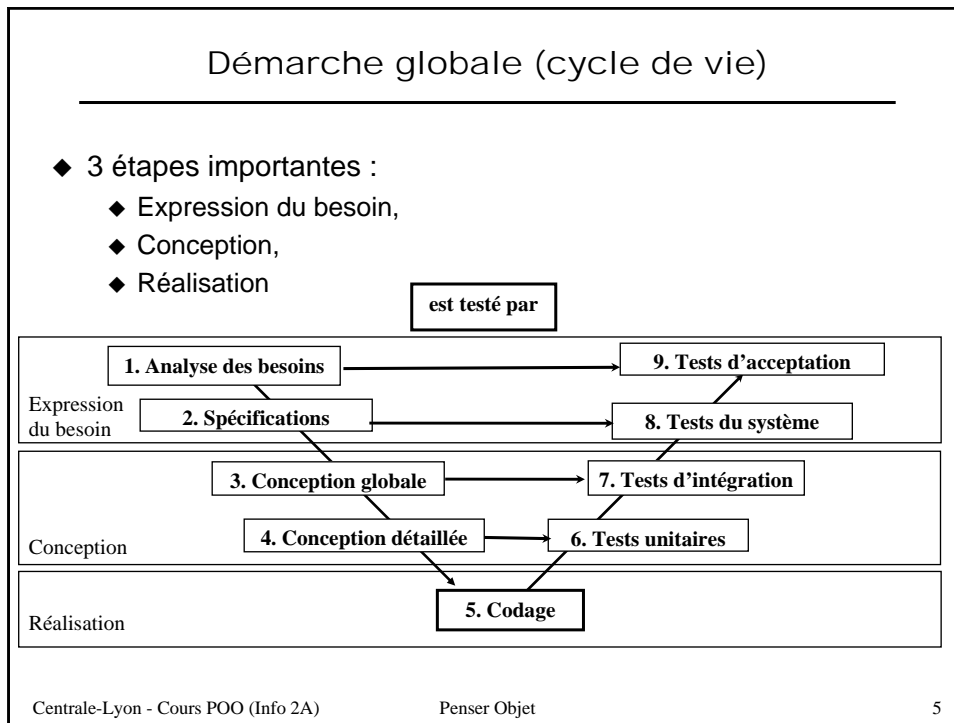 Démarche globale (cycle de vie)
◆ 3 étapes importantes :
◆ Expression du besoin,
◆ Conception,
◆ Réalisation
est testé par
1. Analyse des besoins
9. Tests d'acceptation
Expression
du besoin
2. Spécifications
8. Tests du système
3. Conception globale
7. Tests d'intégration
Conception
4. Conception détaillée
6. Tests unitaires
Réalisation
5. Codage
Centrale-Lyon - Cours POO (Info 2A)
Penser Objet
5